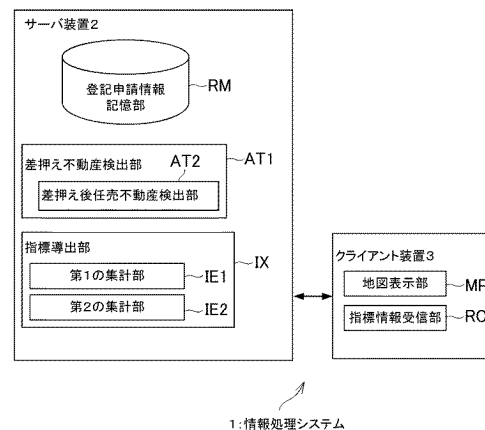 サーバ装置2
登記申請情報
記憶部
RM
差押え不動産検出部
AT2
AT1
差押え後任売不動産検出部
指標導出部
IX
第1の集計部
IE1
第2の集計部
IE2
クライアント装置3
地図表示部
MP
指標情報受信部
RC
1:情報処理システム